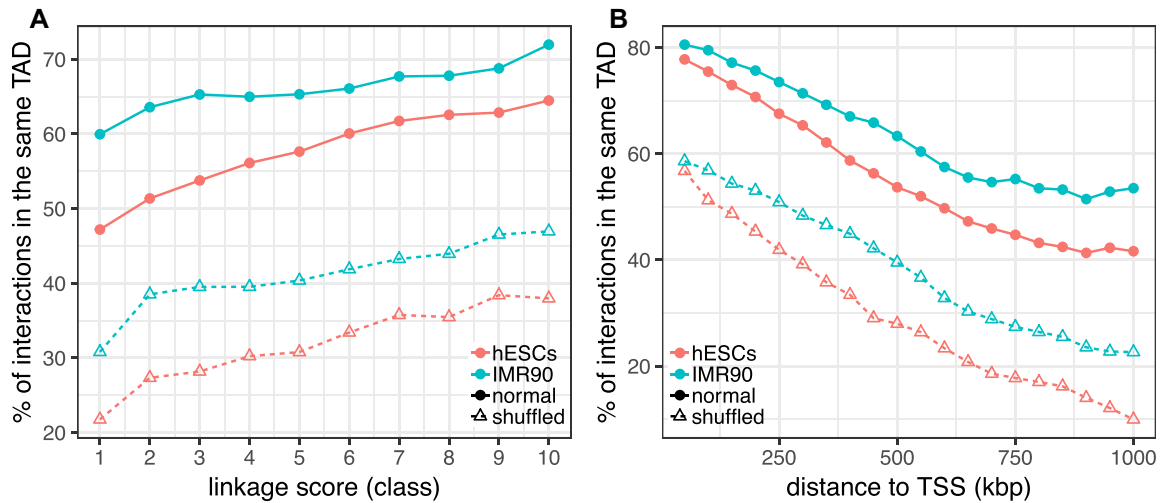 A
% of interactions in the same TAD
70
60
50
40
30
20
1 2 3 4 5 6 7 8 9 10
linkage score (class)
hESCs
IMR90
normal
shuffled
B
% of interactions in the same TAD
80
60
40
20
250 500 750 1000
distance to TSS (kbp)
hESCs
IMR90
normal
shuffled